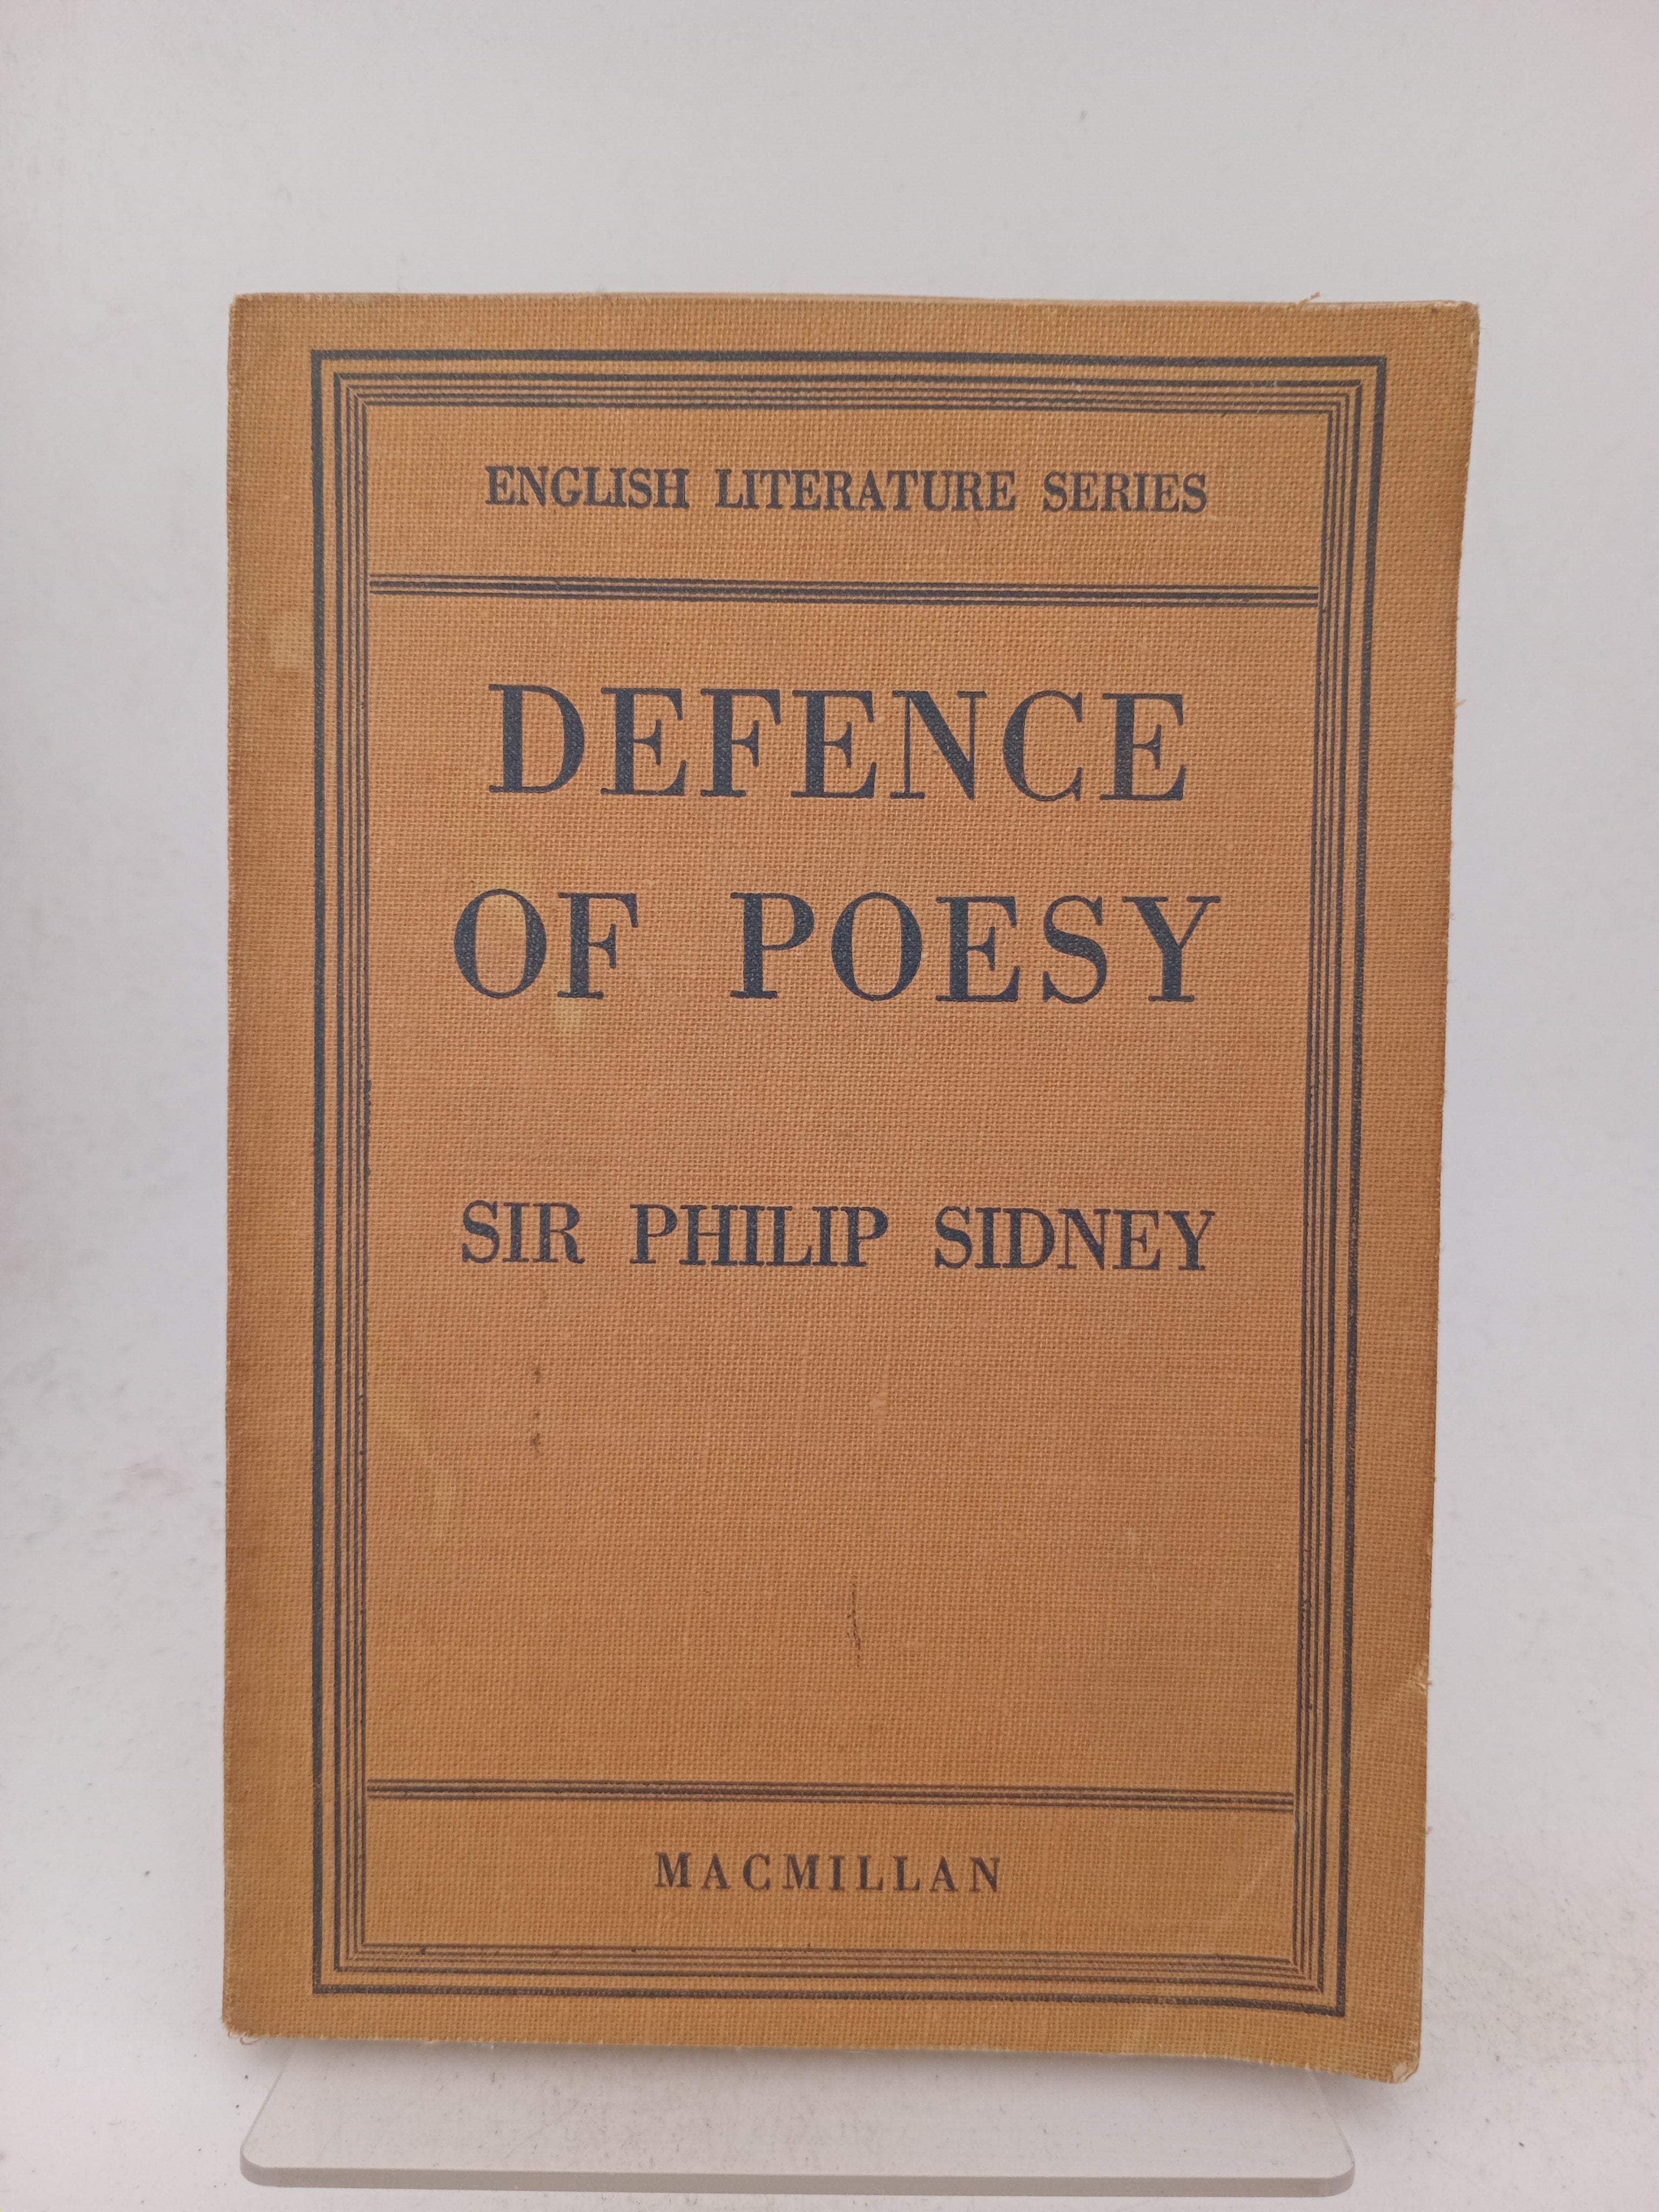 ENGLISH LITERATURE SERIES
DEFENCE
OF POESY
SIR PHILIP SIDNEY
MACMILLAN